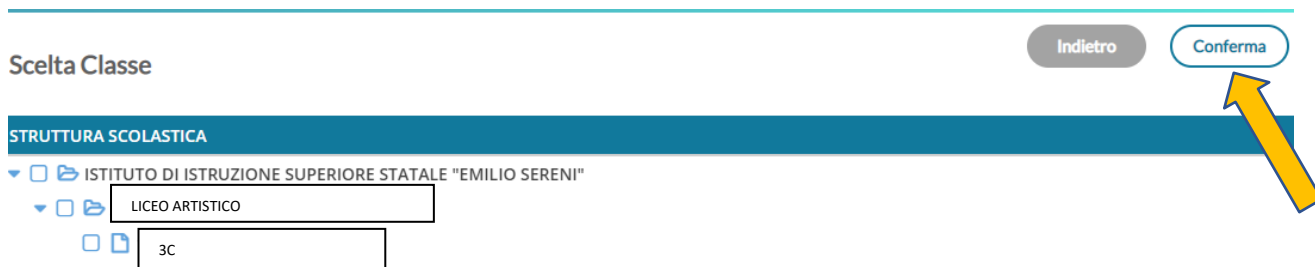 Indietro
Conferma
Scelta Classe
STRUTTURA SCOLASTICA
ISTITUTO DI ISTRUZIONE SUPERIORE STATALE "EMILIO SERENI"
LICEO ARTISTICO
3C